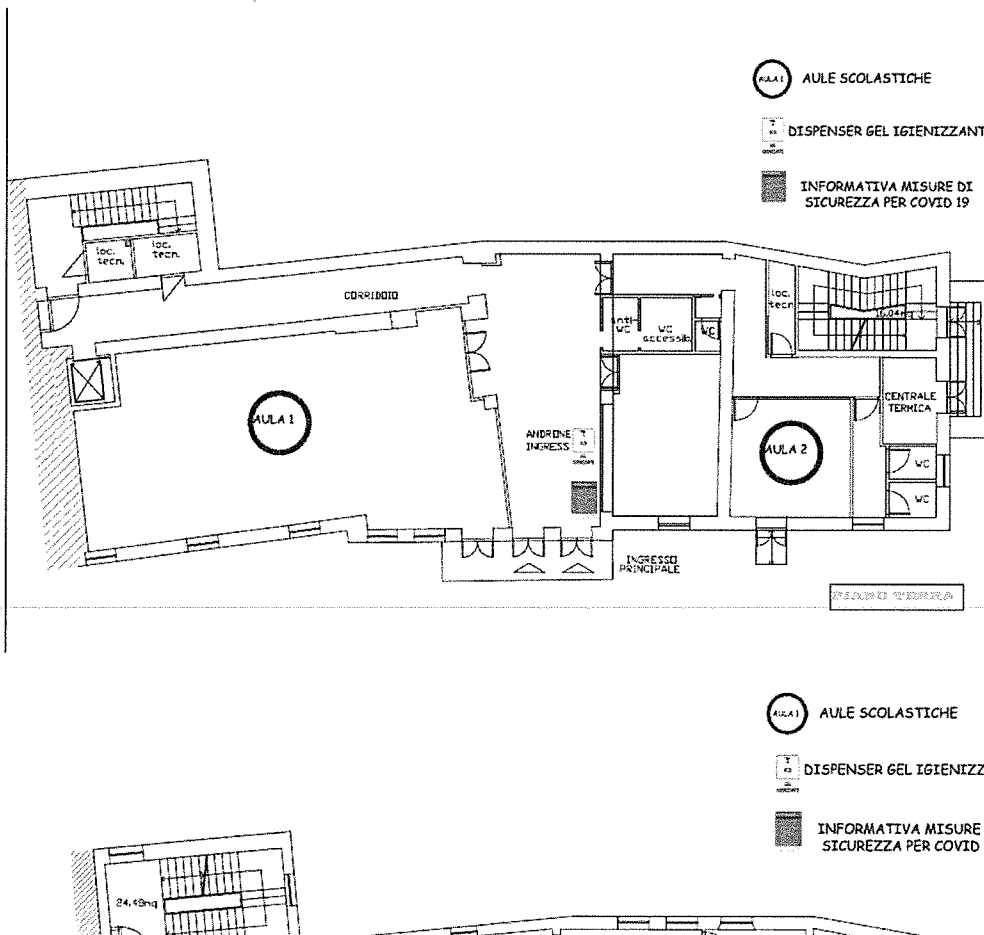 AULA 1
AULE SCOLASTICHE
DISPENSER GEL IGIENIZZANT
INFORMATIVA MISURE DI
SICUREZZA PER COVID 19
loc.
tecn.
loc.
tecn.
CORRIDOIO
anti
WC
WC
accessib.
WC
loc.
tecn
16.04mq
AULA 1
ANDRONE
INGRESS
AULA 2
CENTRALE
TERMICA
WC
WC
INGRESSO
PRINCIPALE
PIANO TERRA
AULA 1
AULE SCOLASTICHE
DISPENSER GEL IGIENIZZ
INFORMATIVA MISURE
SICUREZZA PER COVID
24,48mq